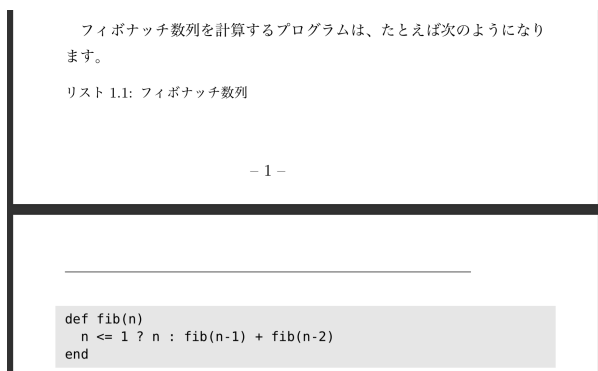 フィボナッチ数列を計算するプログラムは、たとえば次のようになり
ます。
リスト 1.1: フィボナッチ数列
– 1 –
def fib(n)
  n <= 1 ? n : fib(n-1) + fib(n-2)
end